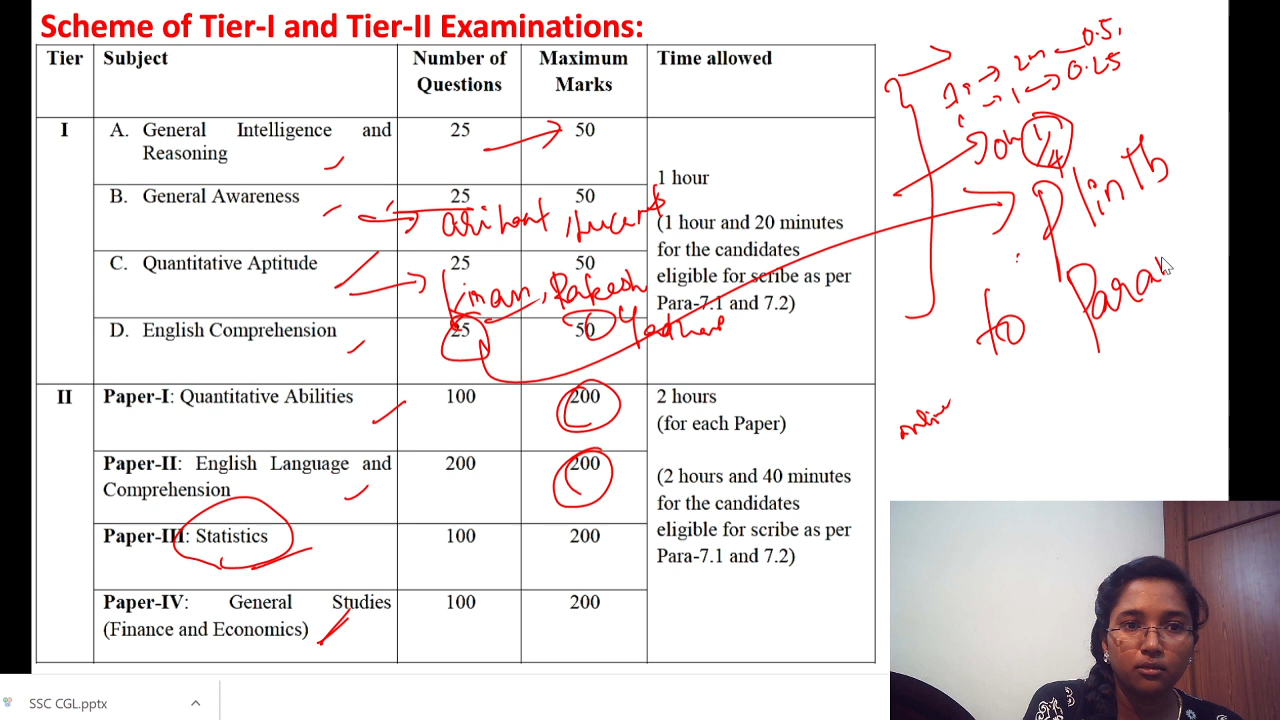 Scheme of Tier-I and Tier-II Examinations:
Tier Subject Number of Questions Maximum Marks Time allowed
I A. General Intelligence and Reasoning 25 50
B. General Awareness 25 50
C. Quantitative Aptitude 25 50
D. English Comprehension 25 50
1 hour
(1 hour and 20 minutes
for the candidates
eligible for scribe as per
Para-7.1 and 7.2)
II Paper-I: Quantitative Abilities 100 200
Paper-II: English Language and Comprehension 200 200
Paper-III: Statistics 100 200
Paper-IV: General Studies (Finance and Economics) 100 200
2 hours
(for each Paper)
(2 hours and 40 minutes
for the candidates
eligible for scribe as per
Para-7.1 and 7.2)
0.5
0.25
1/4
Plinth
to Para
arihant
Rakesh
online
SSC CGL.pptx